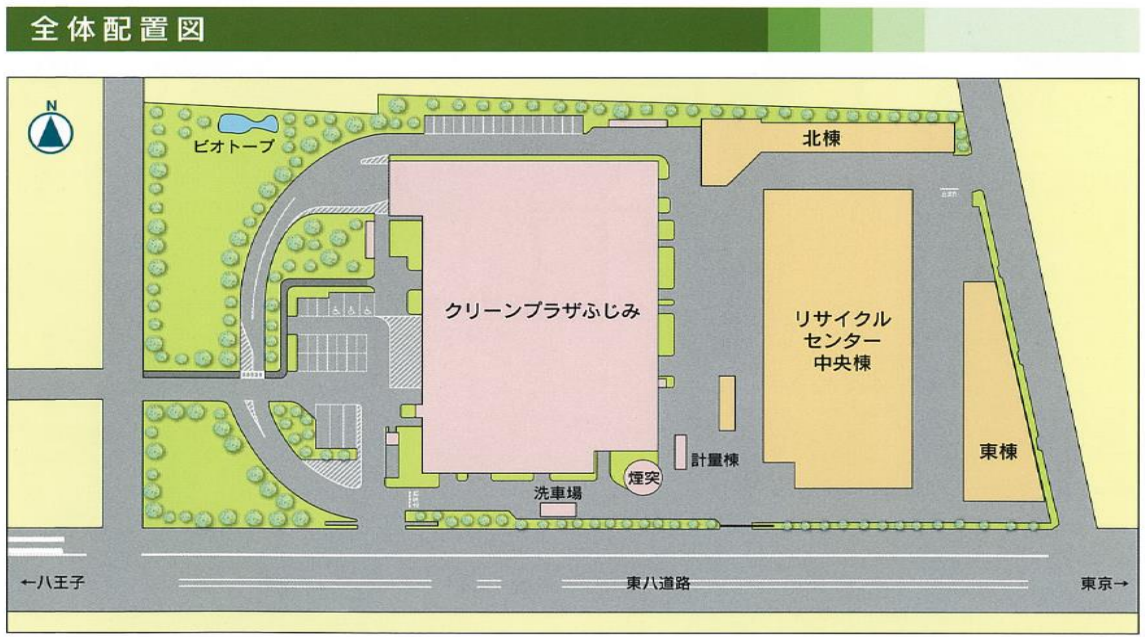 全体配置図
N
ビオトープ
北棟
クリーンプラザふじみ
リサイクル
センター
中央棟
東棟
計量棟
煙突
洗車場
←八王子
東八道路
東京→